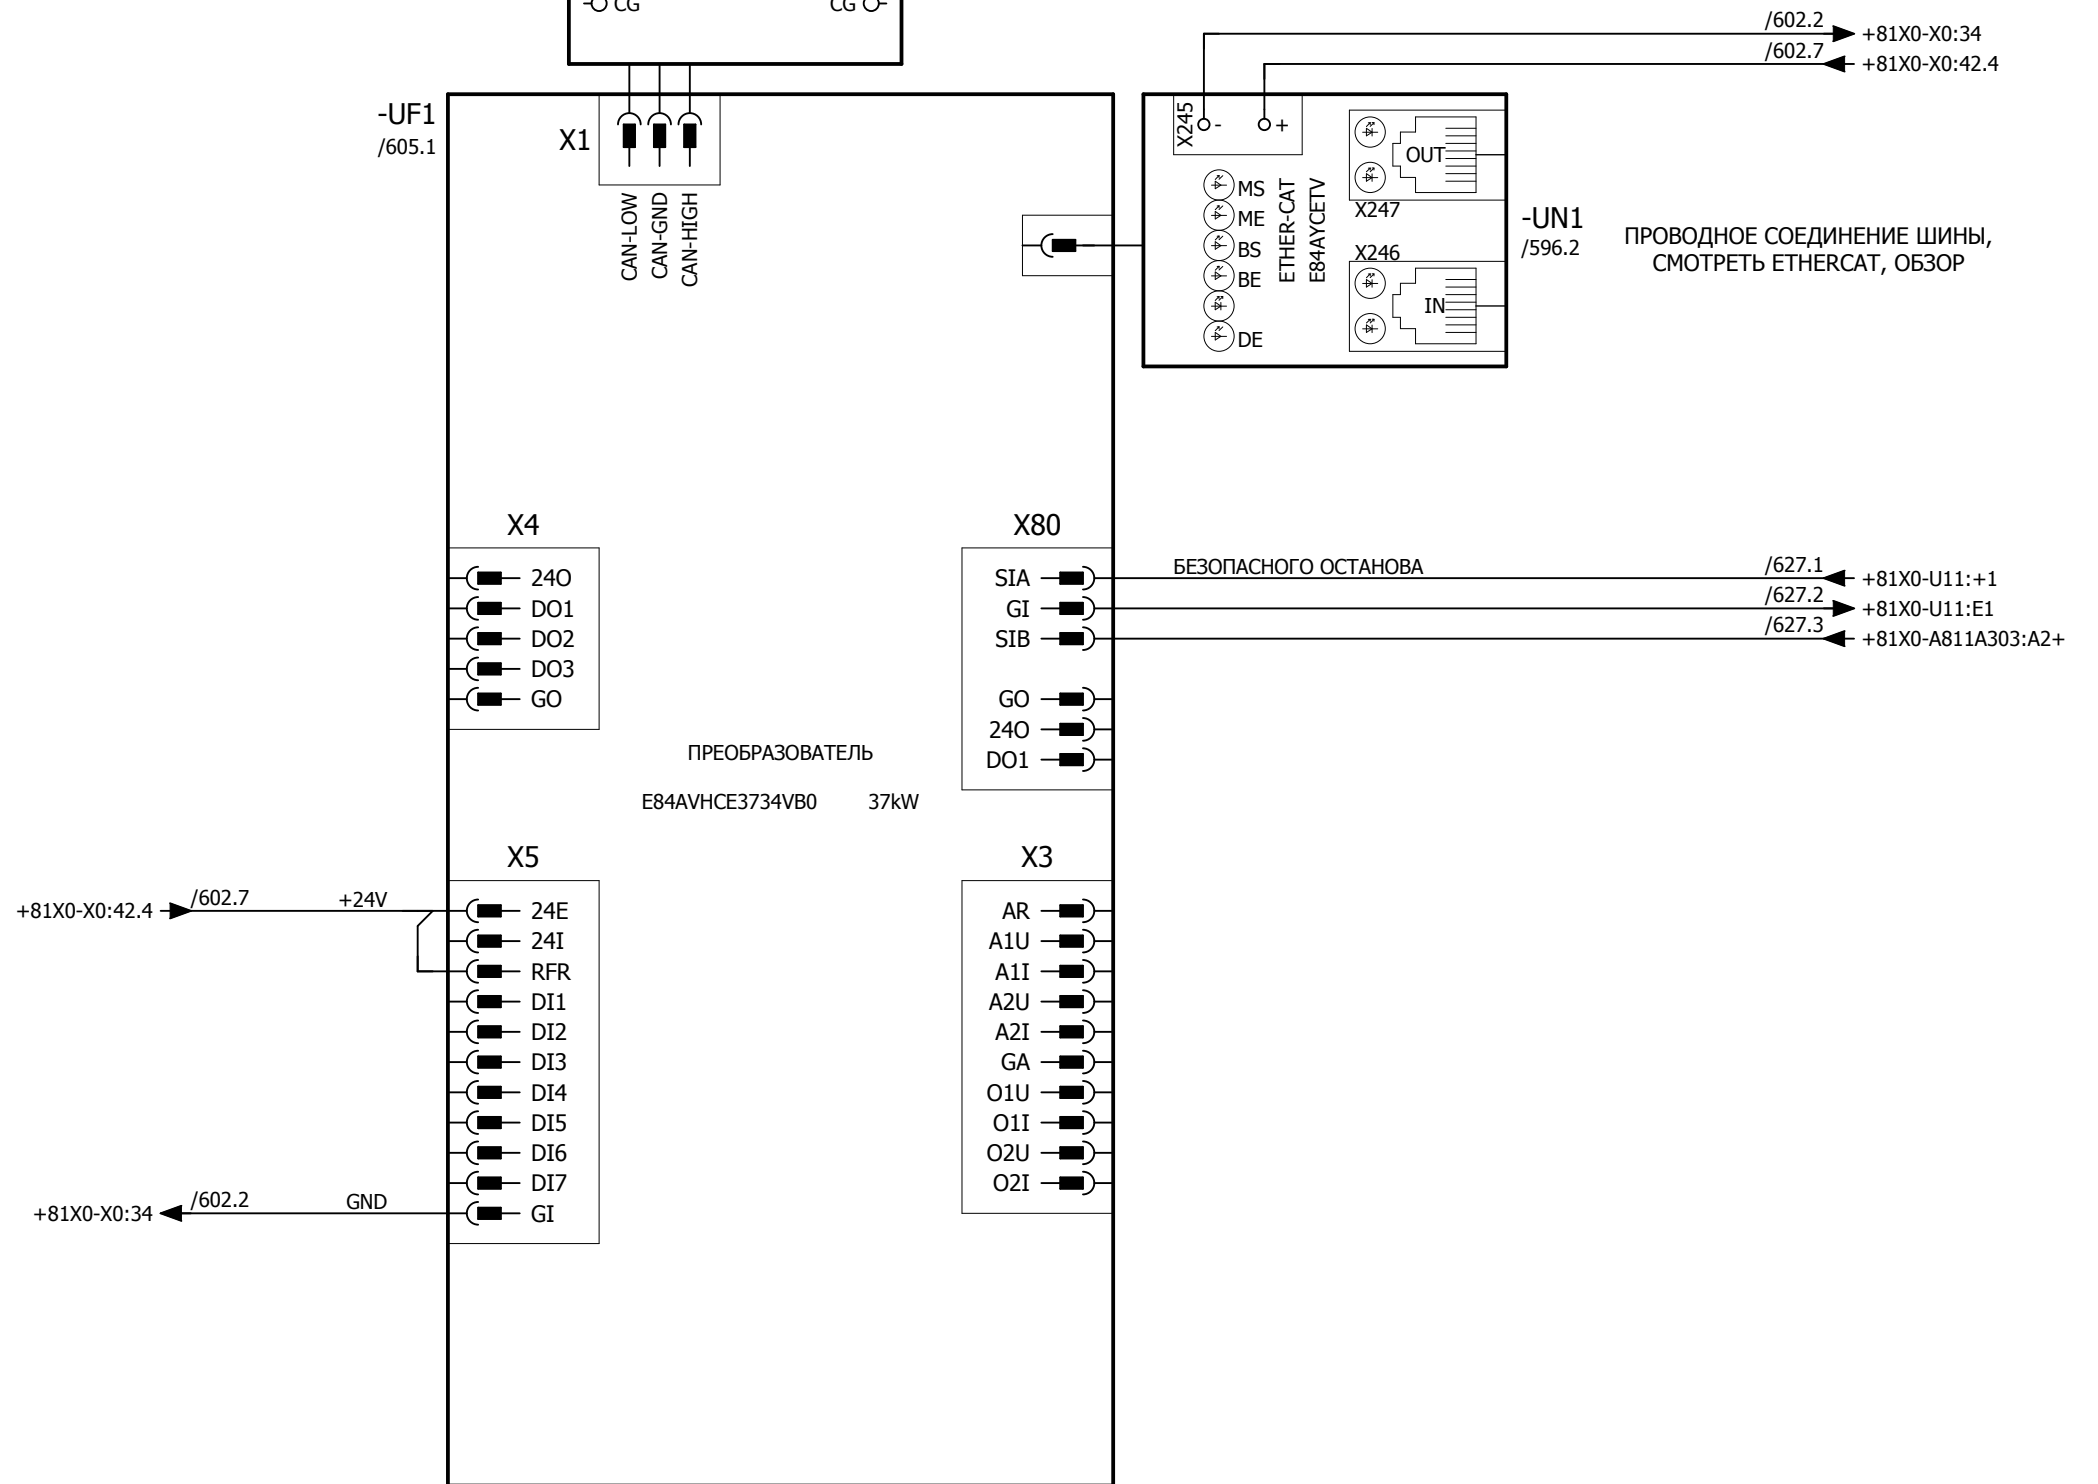 CG
CG
/602.2
+81X0-X0:34
/602.7
+81X0-X0:42.4
-UF1
/605.1
X1
CAN-LOW
CAN-GND
CAN-HIGH
X245
-
+
MS
ME
BS
BE
DE
ETHER-CAT
E84AYCETV
OUT
X247
X246
IN
-UN1
/596.2
ПРОВОДНОЕ СОЕДИНЕНИЕ ШИНЫ,
СМОТРЕТЬ ETHERCAT, ОБЗОР
X4
24O
DO1
DO2
DO3
GO
X80
SIA
GI
SIB
GO
24O
DO1
БЕЗОПАСНОГО ОСТАНОВА
/627.1
+81X0-U11:+1
/627.2
+81X0-U11:E1
/627.3
+81X0-A811A303:A2+
ПРЕОБРАЗОВАТЕЛЬ
E84AVHCE3734VB0 37kW
X5
+81X0-X0:42.4
/602.7
+24V
24E
24I
RFR
DI1
DI2
DI3
DI4
DI5
DI6
DI7
GI
+81X0-X0:34
/602.2
GND
X3
AR
A1U
A1I
A2U
A2I
GA
O1U
O1I
O2U
O2I